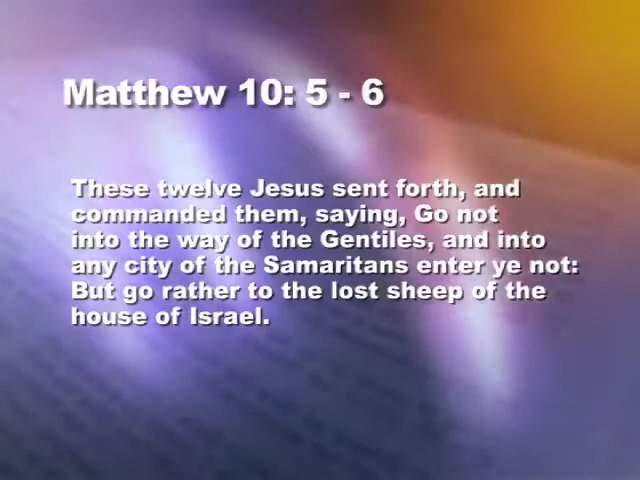 Matthew 10: 5 - 6
These twelve Jesus sent forth, and
commanded them, saying, Go not
into the way of the Gentiles, and into
any city of the Samaritans enter ye not:
But go rather to the lost sheep of the
house of Israel.